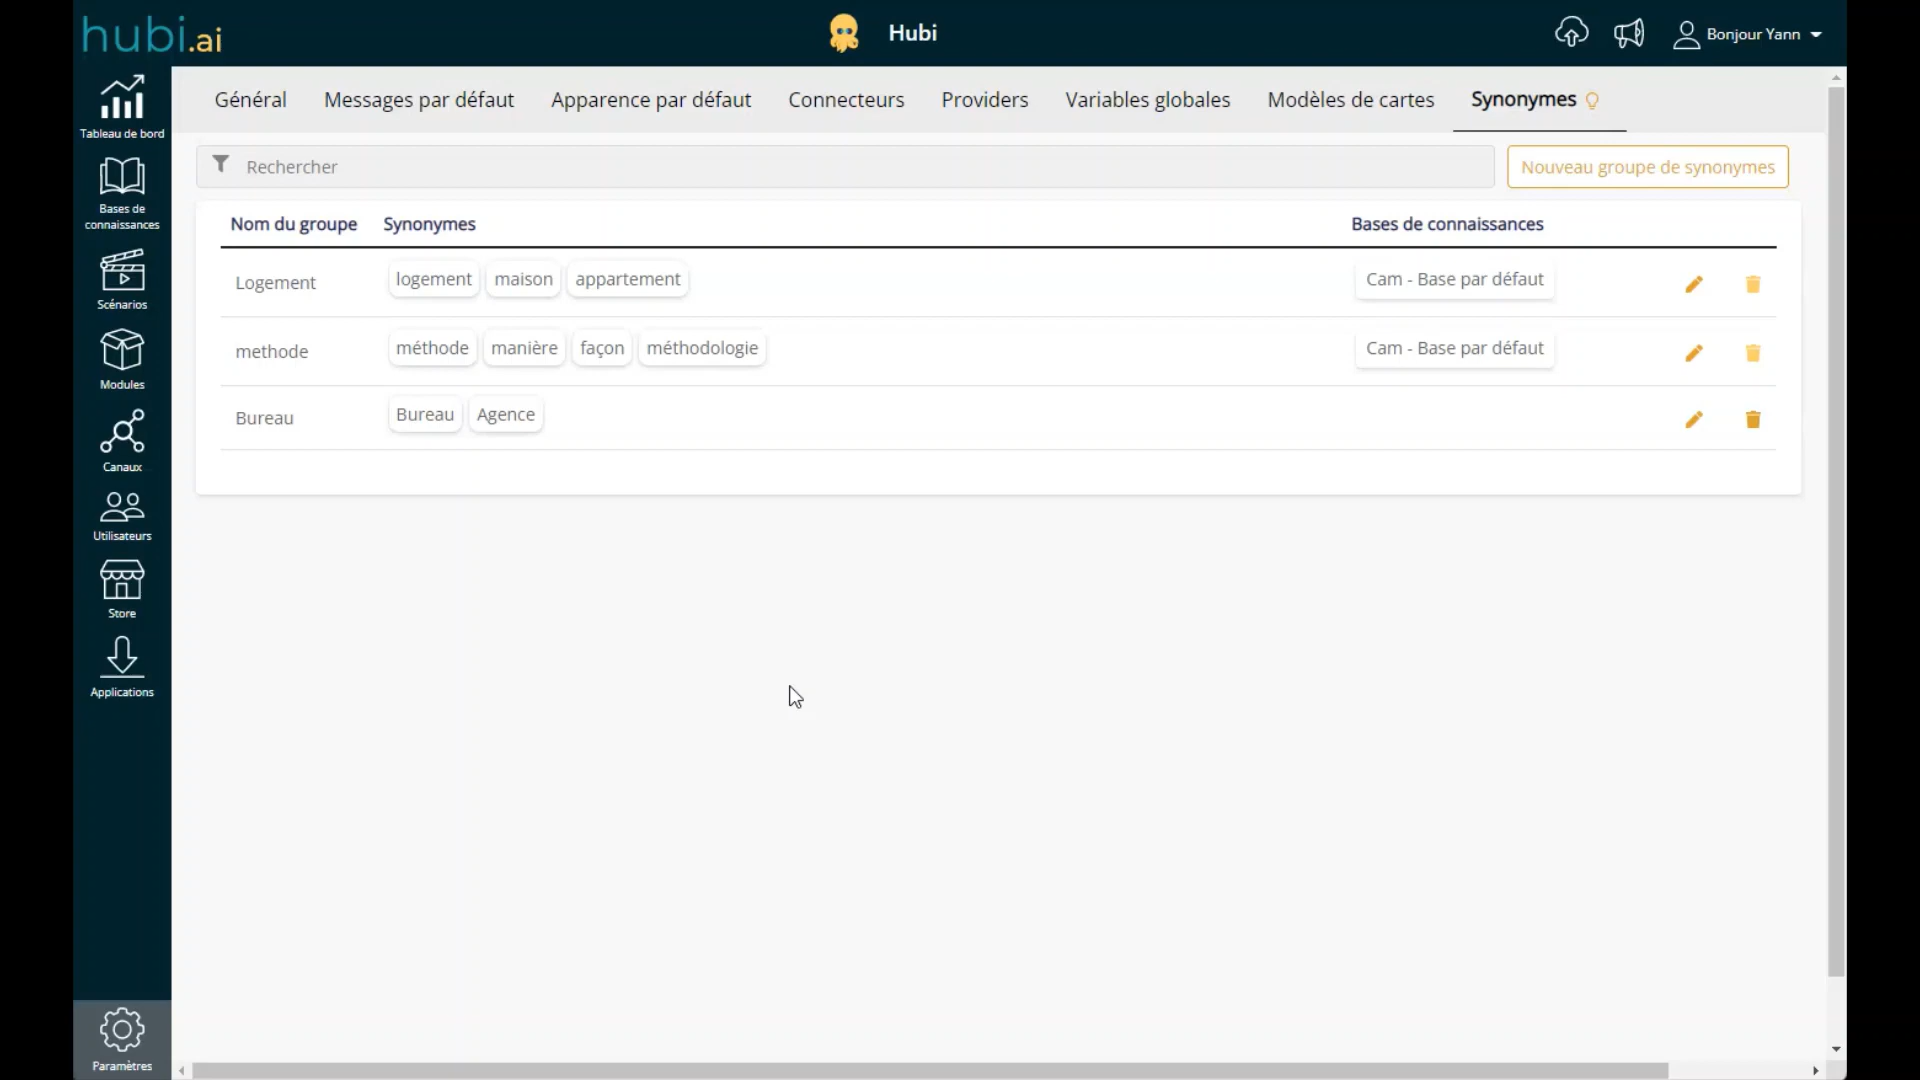 hubi.ai
Hubi
Bonjour Yann
Tableau de bord
Bases de
connaissances
Scénarios
Modules
Canaux
Utilisateurs
Store
Applications
Paramètres
Général Messages par défaut Apparence par défaut Connecteurs Providers Variables globales Modèles de cartes Synonymes
Rechercher
Nouveau groupe de synonymes
Nom du groupe Synonymes Bases de connaissances
Logement logement maison appartement Cam - Base par défaut
methode méthode manière façon méthodologie Cam - Base par défaut
Bureau Bureau Agence